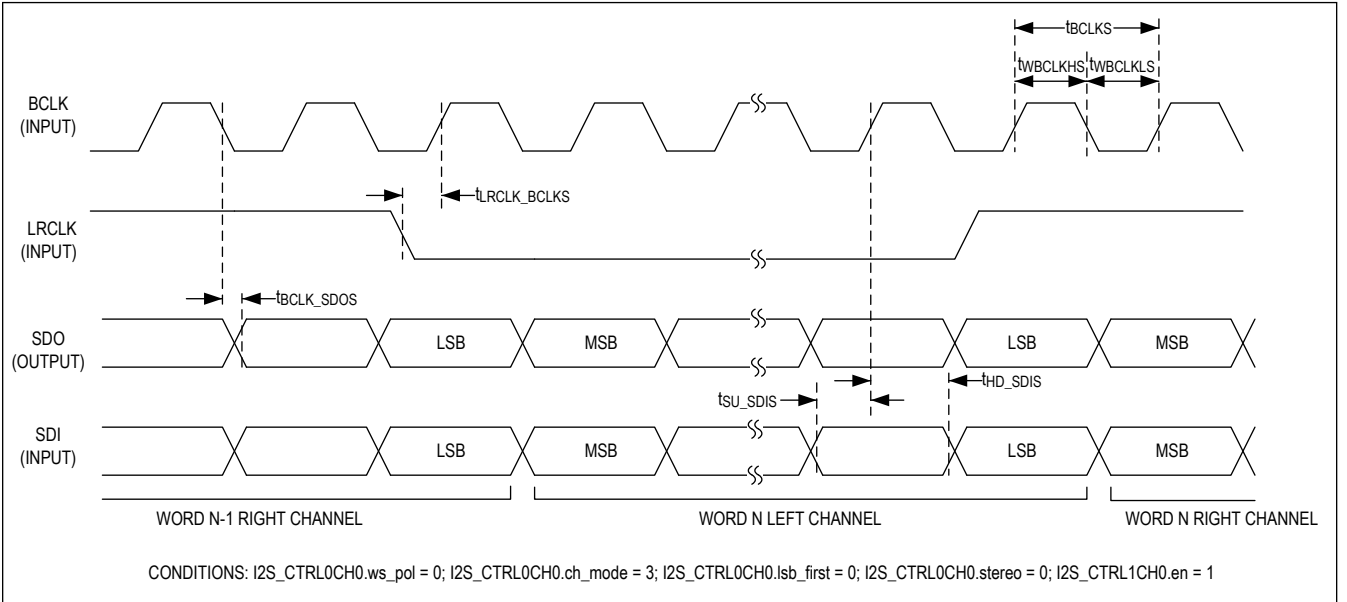 tBCLKS
tWBCLKHS tWBCLKLS
BCLK
(INPUT)
tLRCLK_BCLKS
LRCLK
(INPUT)
tBCLK_SDOS
SDO
(OUTPUT)
LSB MSB LSB MSB
tHD_SDIS
tSU_SDIS
SDI
(INPUT)
LSB MSB LSB MSB
WORD N-1 RIGHT CHANNEL WORD N LEFT CHANNEL WORD N RIGHT CHANNEL
CONDITIONS: I2S_CTRL0CH0.ws_pol = 0; I2S_CTRL0CH0.ch_mode = 3; I2S_CTRL0CH0.lsb_first = 0; I2S_CTRL0CH0.stereo = 0; I2S_CTRL1CH0.en = 1